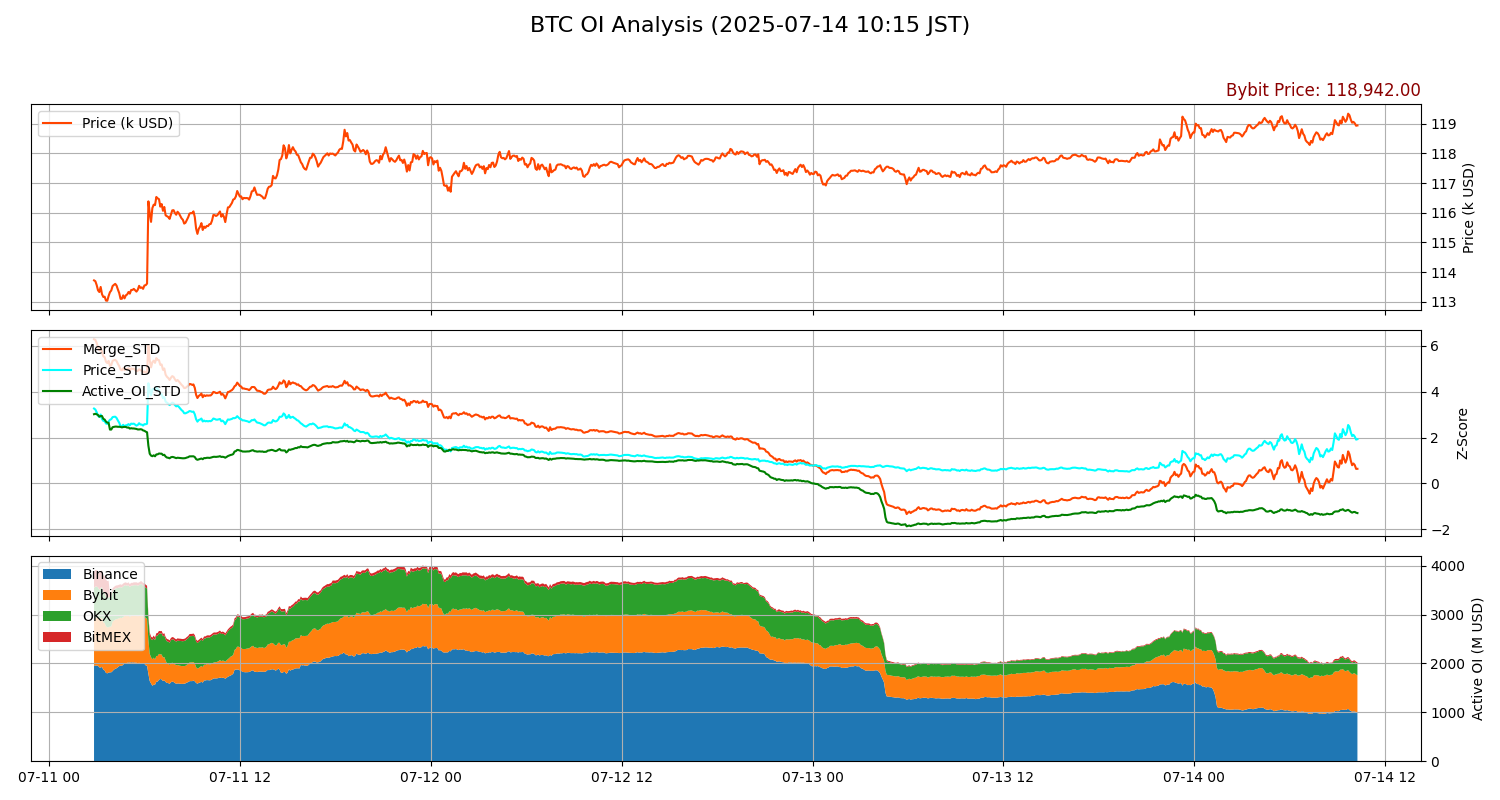 BTC OI Analysis (2025-07-14 10:15 JST)
Bybit Price: 118,942.00
Price (k USD)
119
118
117
116
115
114
113
Price (k USD)
Merge_STD
Price_STD
Active_OI_STD
6
4
2
0
−2
Z-Score
Binance
Bybit
OKX
BitMEX
4000
3000
2000
1000
0
Active OI (M USD)
07-11 00
07-11 12
07-12 00
07-12 12
07-13 00
07-13 12
07-14 00
07-14 12